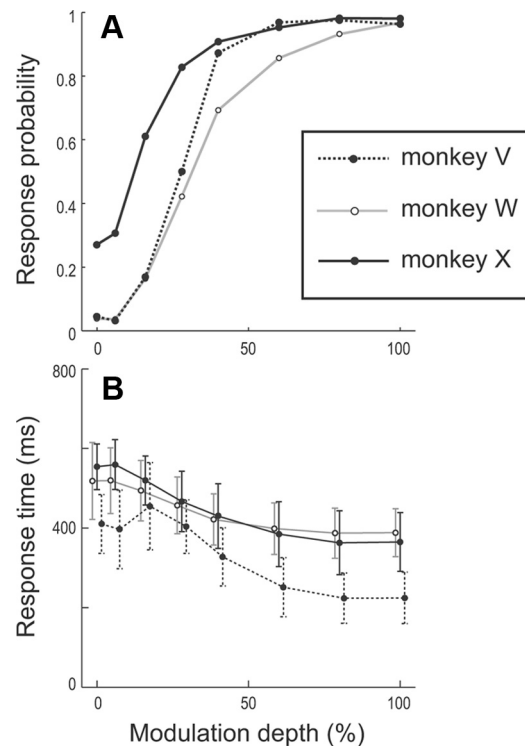 A
Response probability
1
0.8
0.6
0.4
0.2
0
0
50
100
monkey V
monkey W
monkey X
B
Response time (ms)
800
400
0
0
50
100
Modulation depth (%)